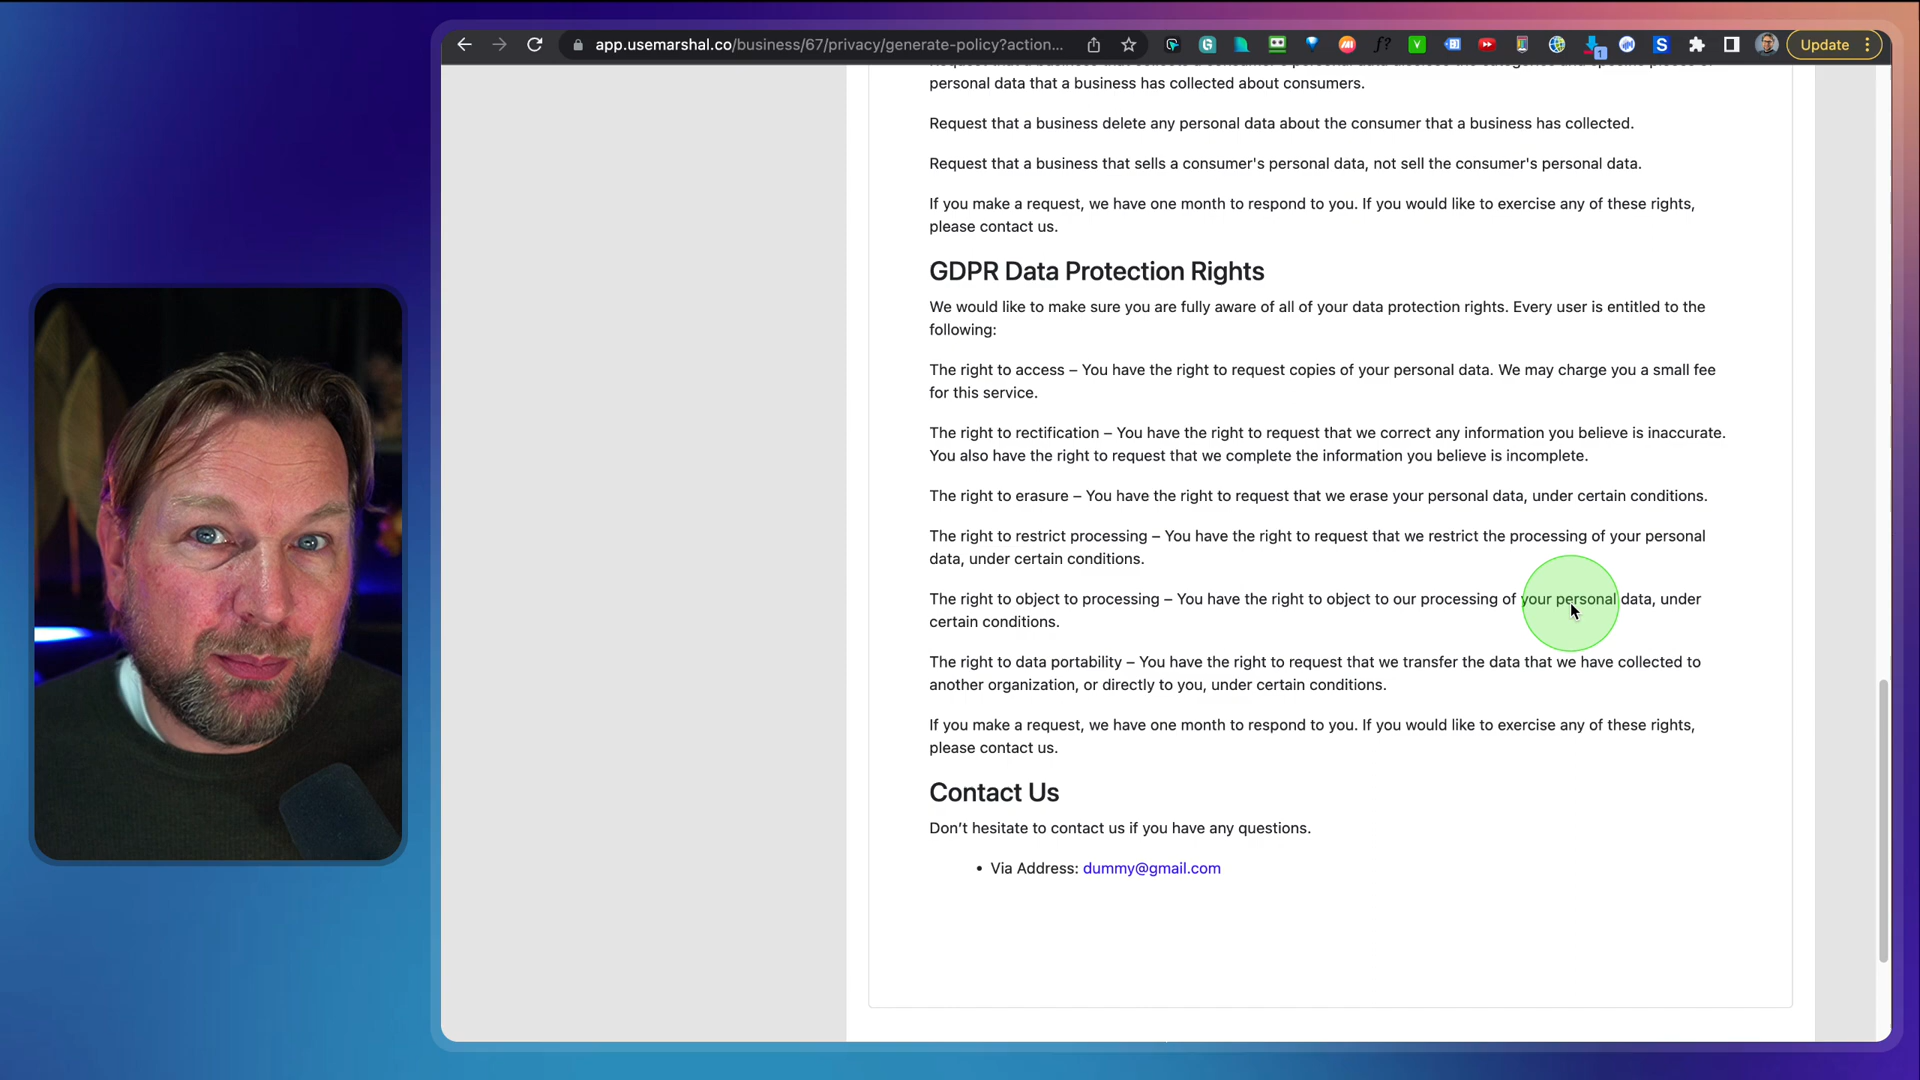 app.usemarshal.co/business/67/privacy/generate-policy?action...
Update
personal data that a business has collected about consumers.
Request that a business delete any personal data about the consumer that a business has collected.
Request that a business that sells a consumer's personal data, not sell the consumer's personal data.
If you make a request, we have one month to respond to you. If you would like to exercise any of these rights,
please contact us.
GDPR Data Protection Rights
We would like to make sure you are fully aware of all of your data protection rights. Every user is entitled to the
following:
The right to access – You have the right to request copies of your personal data. We may charge you a small fee
for this service.
The right to rectification – You have the right to request that we correct any information you believe is inaccurate.
You also have the right to request that we complete the information you believe is incomplete.
The right to erasure – You have the right to request that we erase your personal data, under certain conditions.
The right to restrict processing – You have the right to request that we restrict the processing of your personal
data, under certain conditions.
The right to object to processing – You have the right to object to our processing of your personal data, under
certain conditions.
The right to data portability – You have the right to request that we transfer the data that we have collected to
another organization, or directly to you, under certain conditions.
If you make a request, we have one month to respond to you. If you would like to exercise any of these rights,
please contact us.
Contact Us
Don’t hesitate to contact us if you have any questions.
• Via Address: dummy@gmail.com